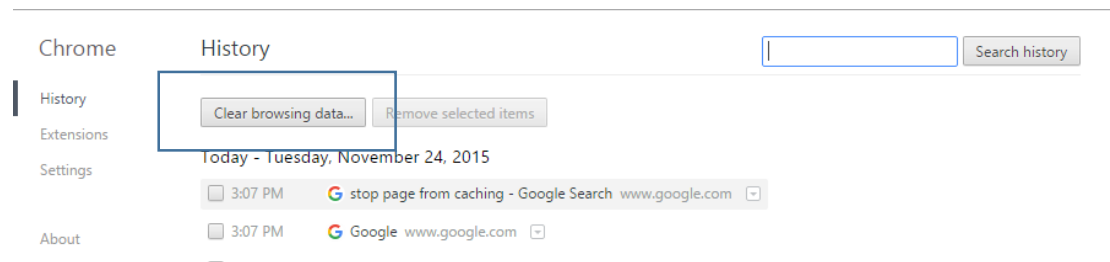 Chrome
History
Search history
History
Extensions
Settings
About
Clear browsing data...
Remove selected items
Today - Tuesday, November 24, 2015
3:07 PM stop page from caching - Google Search www.google.com
3:07 PM Google www.google.com